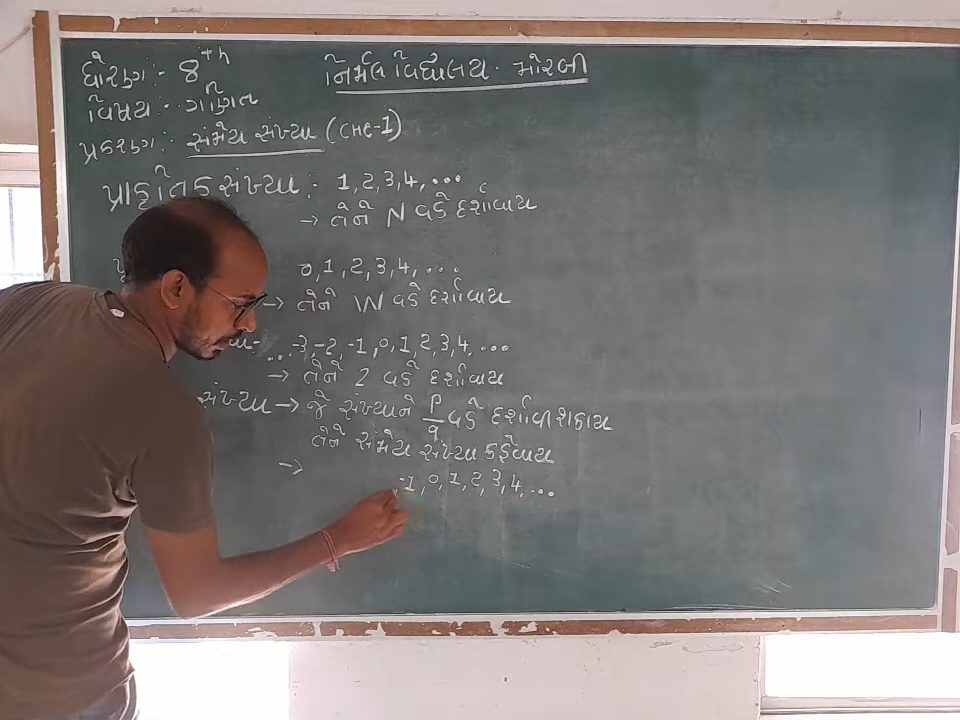 ધોરણ:- 8th
નિર્મલ વિદ્યાલય. મોરબી
વિષય:- ગણિત
પ્રકરણ:- સંમેય સંખ્યા (CHE-1)
પ્રાકૃતિક સંખ્યા: 1,2,3,4,...
→ તેને N વડે દર્શાવાય
0,1,2,3,4,...
→ તેને W વડે દર્શાવાય
...-3,-2,-1,0,1,2,3,4,...
→ તેને Z વડે દર્શાવાય
સંખ્યા → જે સંખ્યાને p/q વડે દર્શાવી શકાય
તેને સંમેય સંખ્યા કહેવાય
→ -1,0,1,2,3,4,...